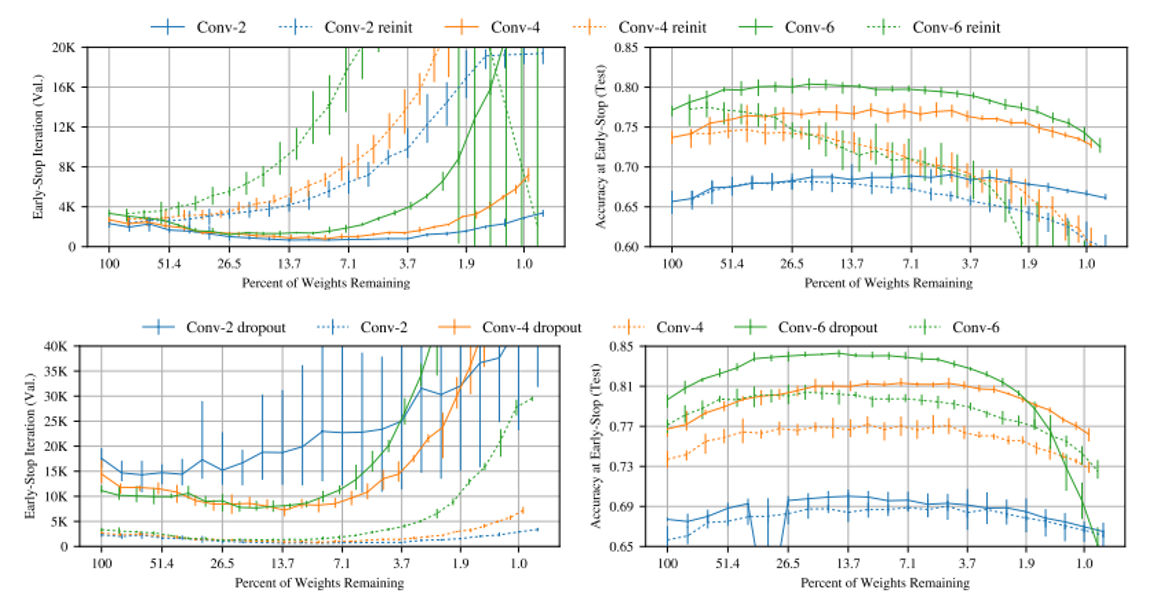 Conv-2 Conv-2 reinit Conv-4 Conv-4 reinit Conv-6 Conv-6 reinit
Early-Stop Iteration (Val.)
20K
16K
12K
8K
4K
0
100 51.4 26.5 13.7 7.1 3.7 1.9 1.0
Percent of Weights Remaining
Accuracy at Early-Stop (Test)
0.85
0.80
0.75
0.70
0.65
0.60
100 51.4 26.5 13.7 7.1 3.7 1.9 1.0
Percent of Weights Remaining
Conv-2 dropout Conv-2 Conv-4 dropout Conv-4 Conv-6 dropout Conv-6
Early-Stop Iteration (Val.)
40K
35K
30K
25K
20K
15K
10K
5K
0
100 51.4 26.5 13.7 7.1 3.7 1.9 1.0
Percent of Weights Remaining
Accuracy at Early-Stop (Test)
0.85
0.81
0.77
0.73
0.69
0.65
100 51.4 26.5 13.7 7.1 3.7 1.9 1.0
Percent of Weights Remaining